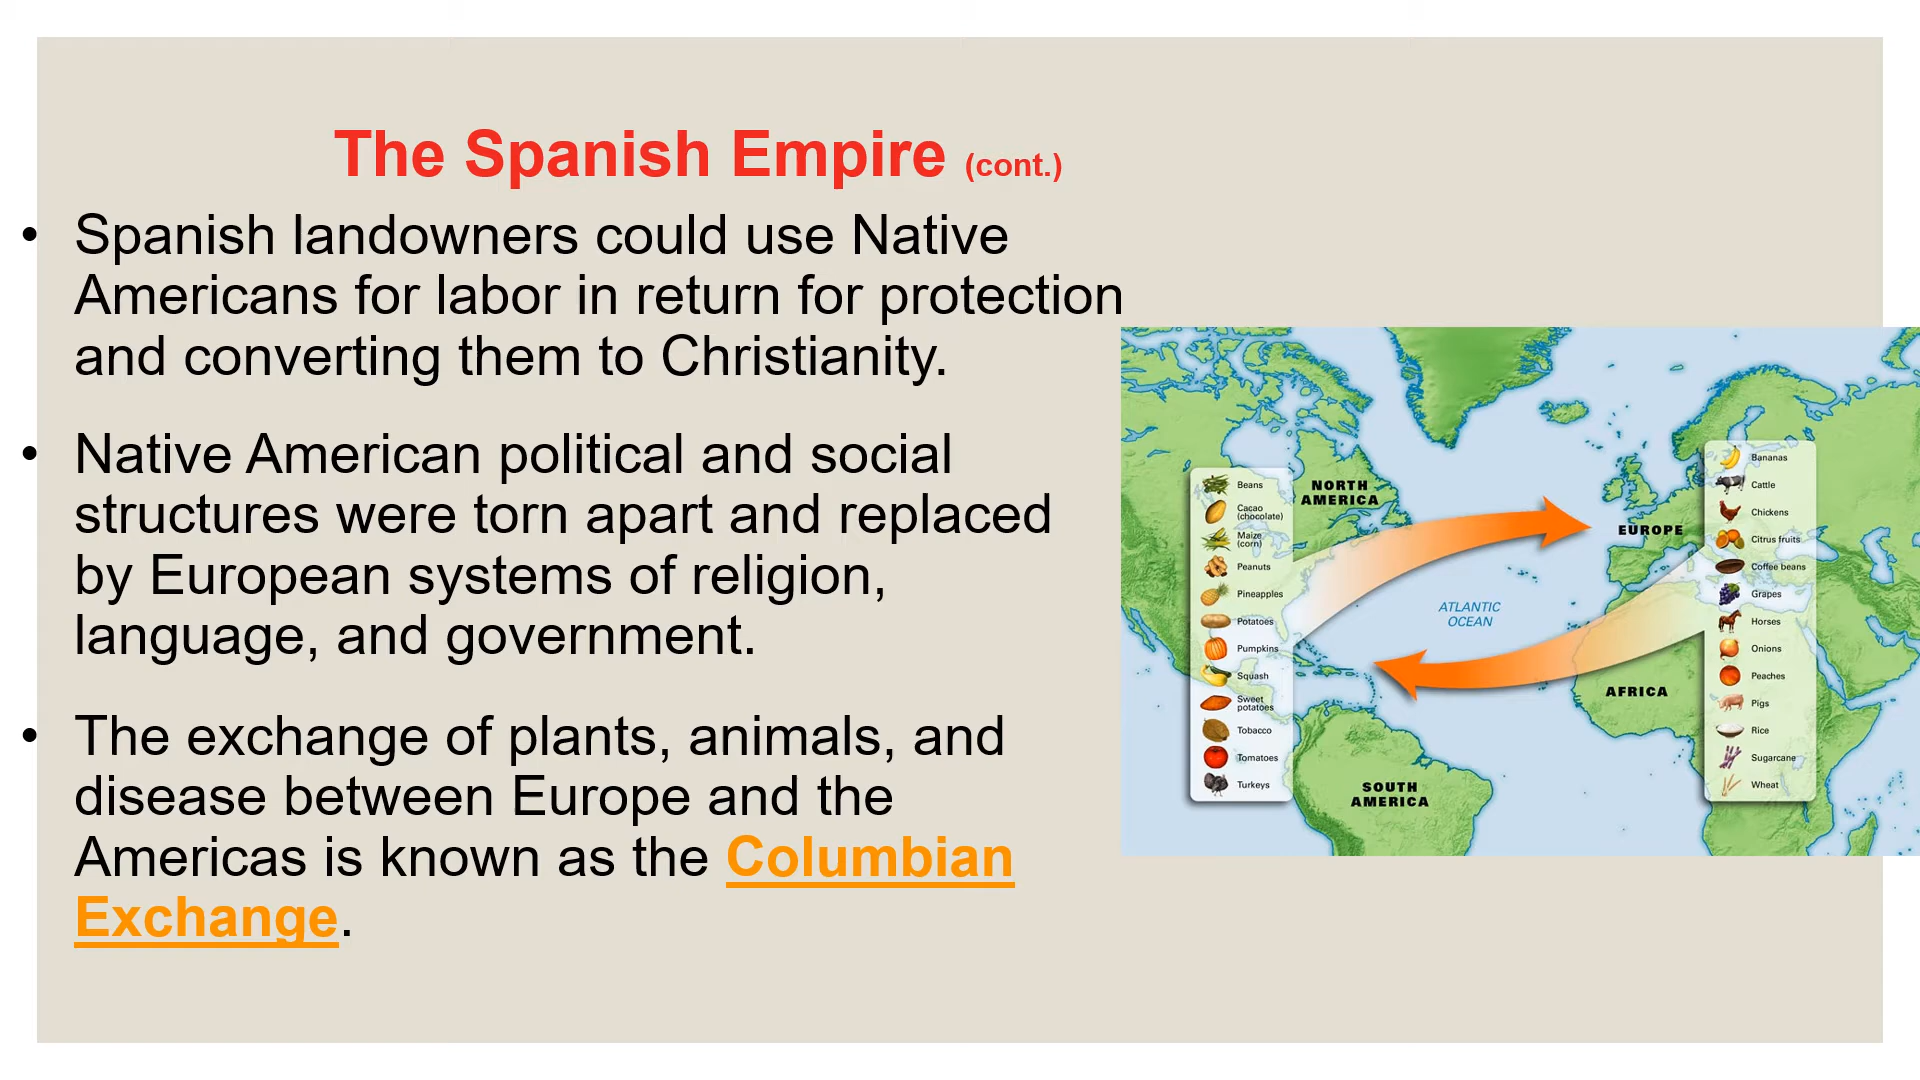 The Spanish Empire (cont.)
• Spanish landowners could use Native
Americans for labor in return for protection
and converting them to Christianity.
• Native American political and social
structures were torn apart and replaced
by European systems of religion,
language, and government.
• The exchange of plants, animals, and
disease between Europe and the
Americas is known as the Columbian
Exchange.
Beans
Cacao
(chocolate)
Maize
(corn)
Peanuts
Pineapples
Potatoes
Pumpkins
Squash
Sweet
potatoes
Tobacco
Tomatoes
Turkeys
NORTH
AMERICA
ATLANTIC
OCEAN
SOUTH
AMERICA
EUROPE
AFRICA
Bananas
Cattle
Chickens
Citrus fruits
Coffee beans
Grapes
Horses
Onions
Peaches
Pigs
Rice
Sugarcane
Wheat